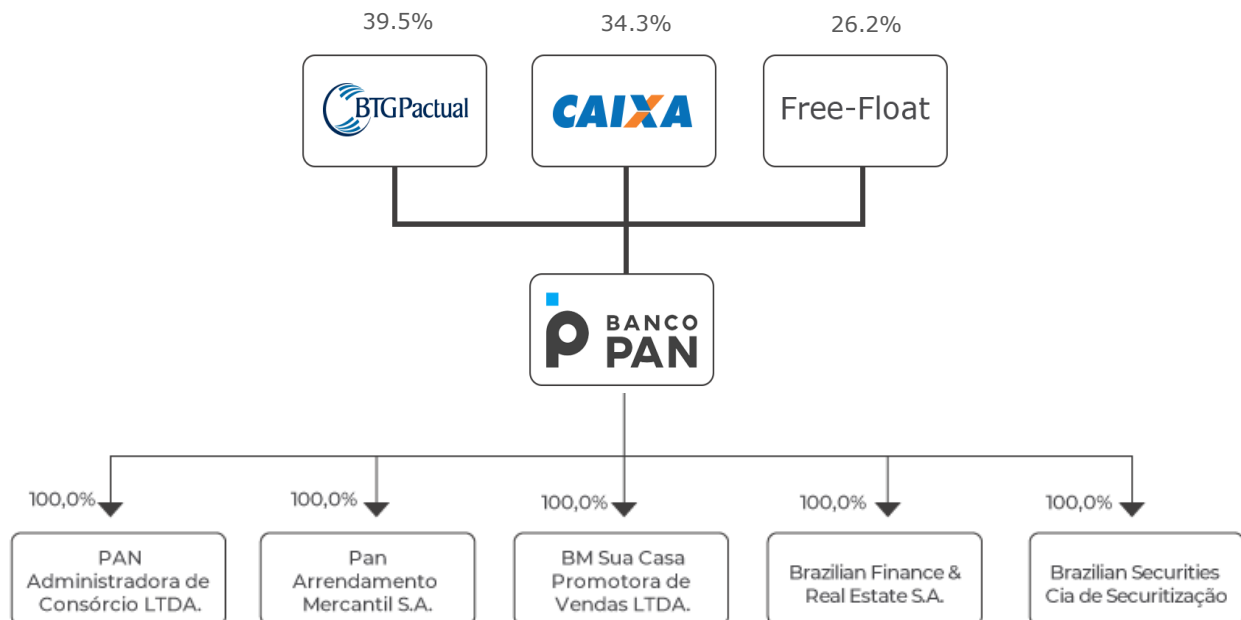 39.5%
34.3%
26.2%
BTGPactual
CAIXA
Free-Float
BANCO
PAN
100,0%
100,0%
100,0%
100,0%
100,0%
PAN
Administradora de
Consórcio LTDA.
Pan
Arrendamento
Mercantil S.A.
BM Sua Casa
Promotora de
Vendas LTDA.
Brazilian Finance &
Real Estate S.A.
Brazilian Securities
Cia de Securitização